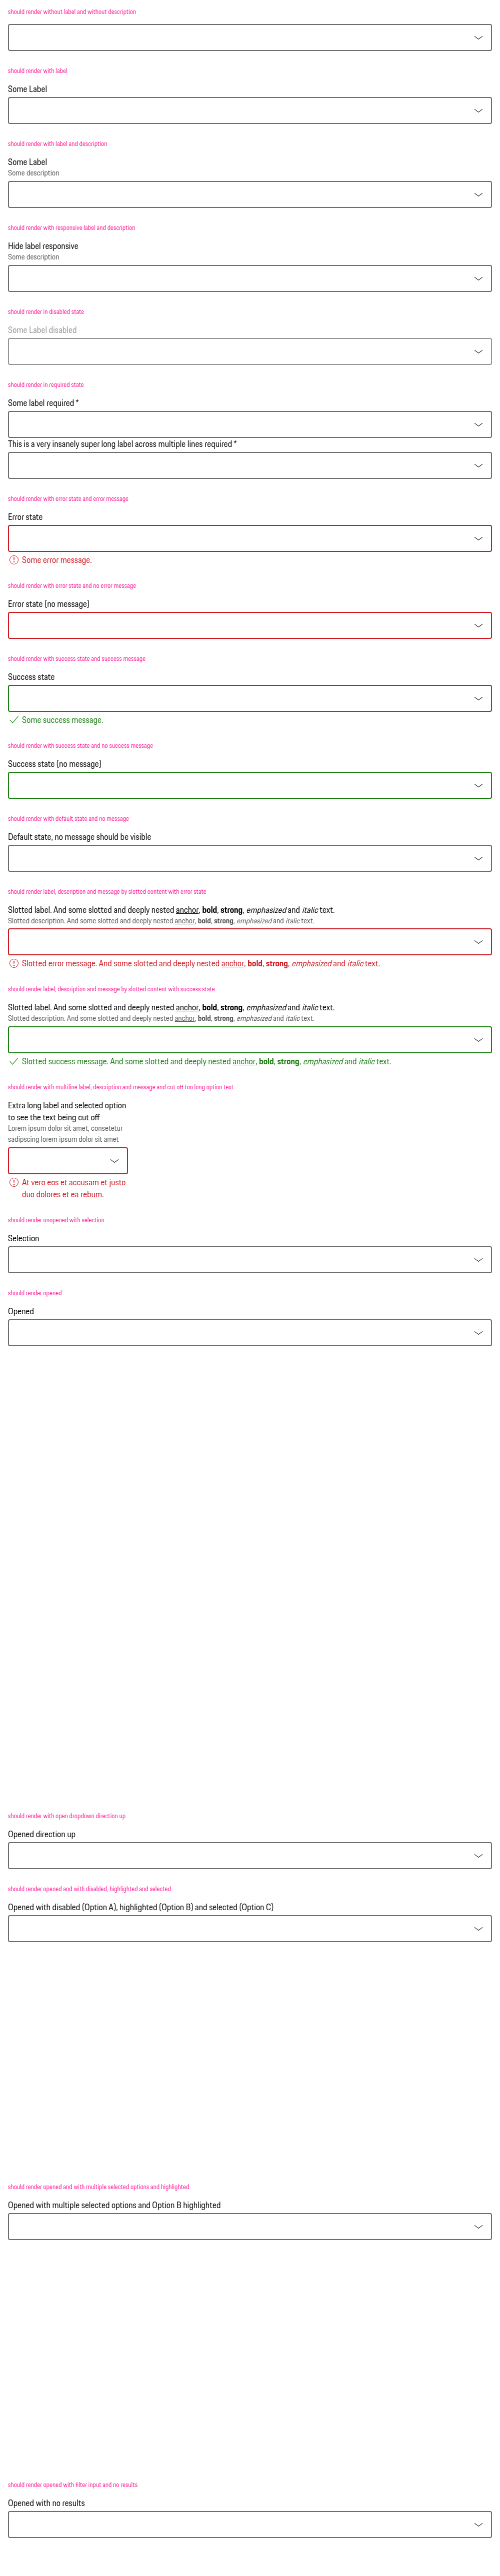 should render without label and without description
should render with label
Some Label
should render with label and description
Some Label
Some description
should render with responsive label and description
Hide label responsive
Some description
should render in disabled state
Some Label disabled
should render in required state
Some label required *
This is a very insanely super long label across multiple lines required *
should render with error state and error message
Error state
Some error message.
should render with error state and no error message
Error state (no message)
should render with success state and success message
Success state
Some success message.
should render with success state and no success message
Success state (no message)
should render with default state and no message
Default state, no message should be visible
should render label, description and message by slotted content with error state
Slotted label. And some slotted and deeply nested anchor, bold, strong, emphasized and italic text.
Slotted description. And some slotted and deeply nested anchor, bold, strong, emphasized and italic text.
Slotted error message. And some slotted and deeply nested anchor, bold, strong, emphasized and italic text.
should render label, description and message by slotted content with success state
Slotted label. And some slotted and deeply nested anchor, bold, strong, emphasized and italic text.
Slotted description. And some slotted and deeply nested anchor, bold, strong, emphasized and italic text.
Slotted success message. And some slotted and deeply nested anchor, bold, strong, emphasized and italic text.
should render with multiline label, description and message and cut off too long option text
Extra long label and selected option
to see the text being cut off
Lorem ipsum dolor sit amet, consetetur
sadipscing lorem ipsum dolor sit amet
At vero eos et accusam et justo
duo dolores et ea rebum.
should render unopened with selection
Selection
should render opened
Opened
should render with open dropdown direction up
Opened direction up
should render opened and with disabled, highlighted and selected
Opened with disabled (Option A), highlighted (Option B) and selected (Option C)
should render opened and with multiple selected options and highlighted
Opened with multiple selected options and Option B highlighted
should render opened with filter input and no results
Opened with no results